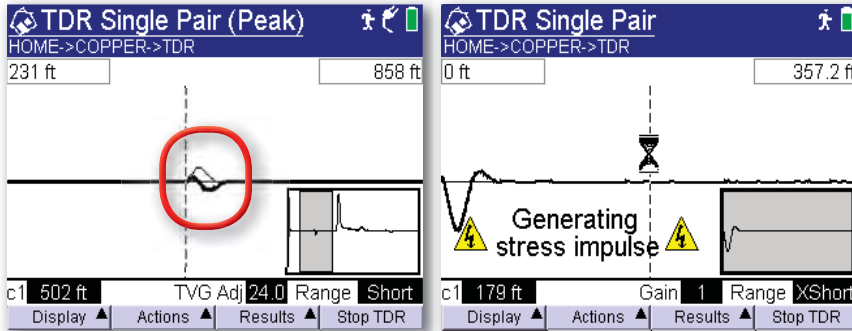 TDR Single Pair (Peak)
HOME->COPPER->TDR
231 ft 858 ft
c1 502 ft TVG Adj 24.0 Range Short
Display Actions Results Stop TDR
TDR Single Pair
HOME->COPPER->TDR
0 ft 357.2 ft
Generating
stress impulse
c1 179 ft Gain 1 Range XShort
Display Actions Results Stop TDR